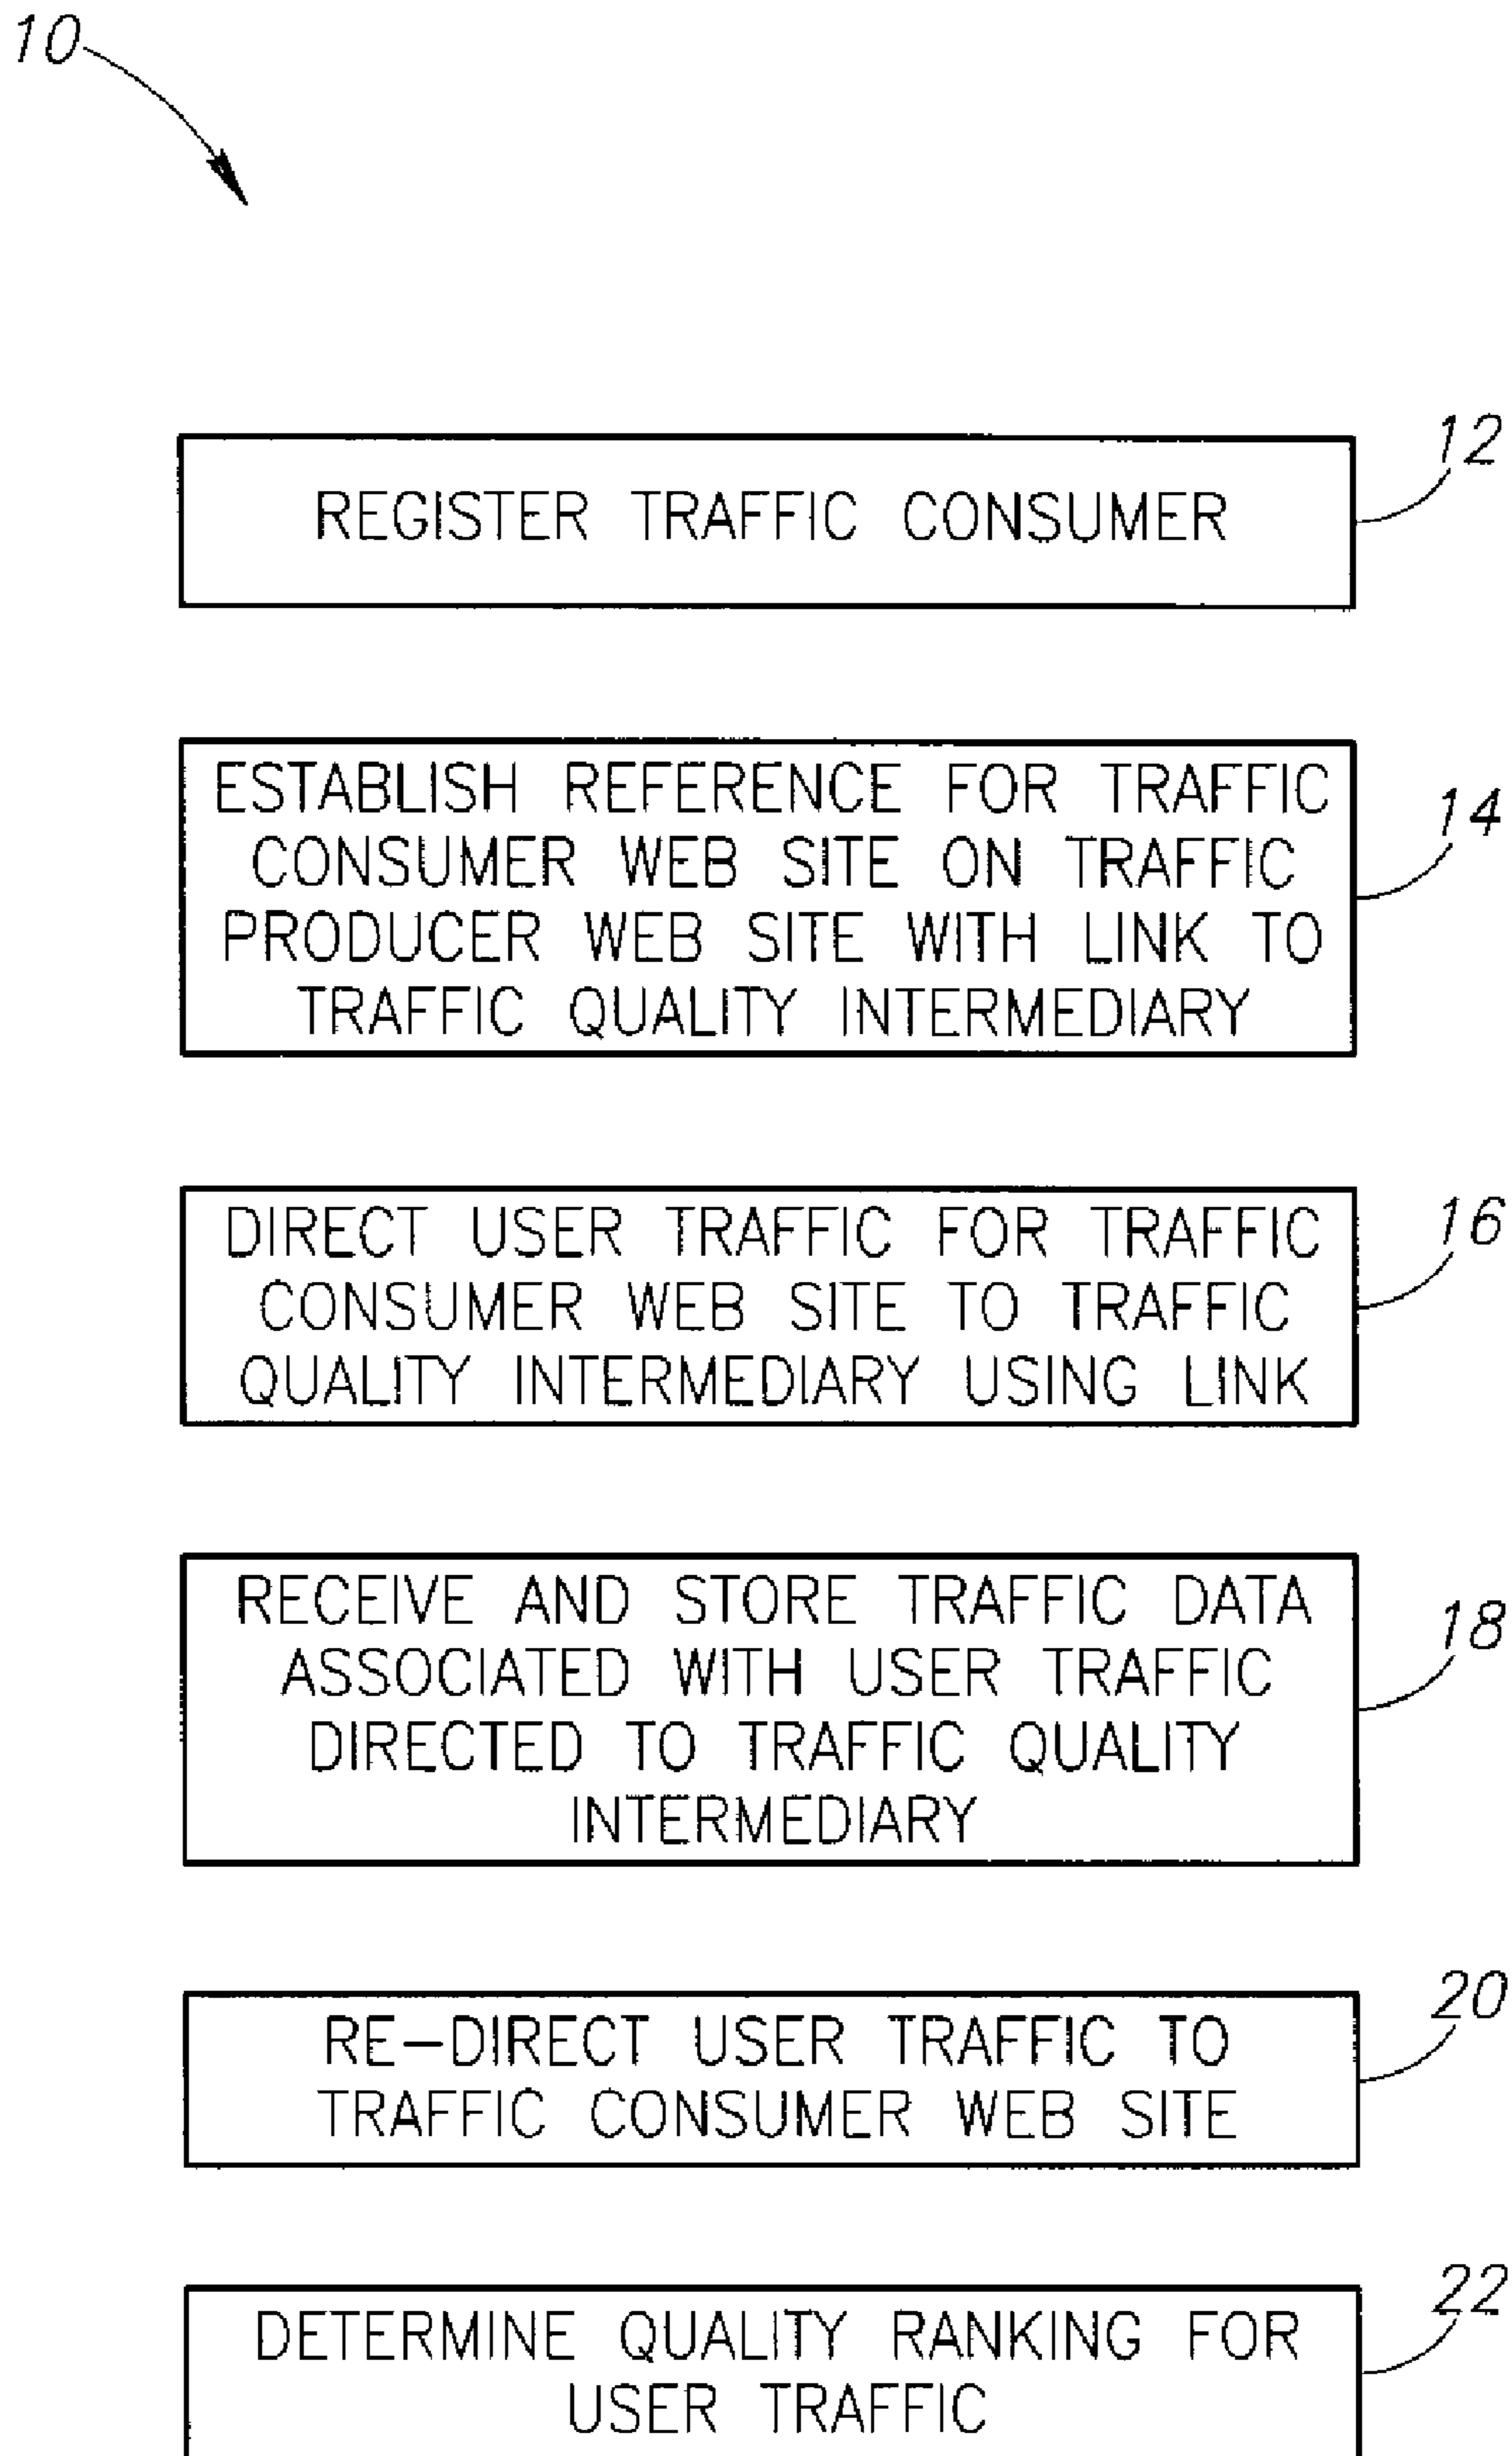 10
12
REGISTER TRAFFIC CONSUMER
14
ESTABLISH REFERENCE FOR TRAFFIC
CONSUMER WEB SITE ON TRAFFIC
PRODUCER WEB SITE WITH LINK TO
TRAFFIC QUALITY INTERMEDIARY
16
DIRECT USER TRAFFIC FOR TRAFFIC
CONSUMER WEB SITE TO TRAFFIC
QUALITY INTERMEDIARY USING LINK
18
RECEIVE AND STORE TRAFFIC DATA
ASSOCIATED WITH USER TRAFFIC
DIRECTED TO TRAFFIC QUALITY
INTERMEDIARY
20
RE-DIRECT USER TRAFFIC TO
TRAFFIC CONSUMER WEB SITE
22
DETERMINE QUALITY RANKING FOR
USER TRAFFIC